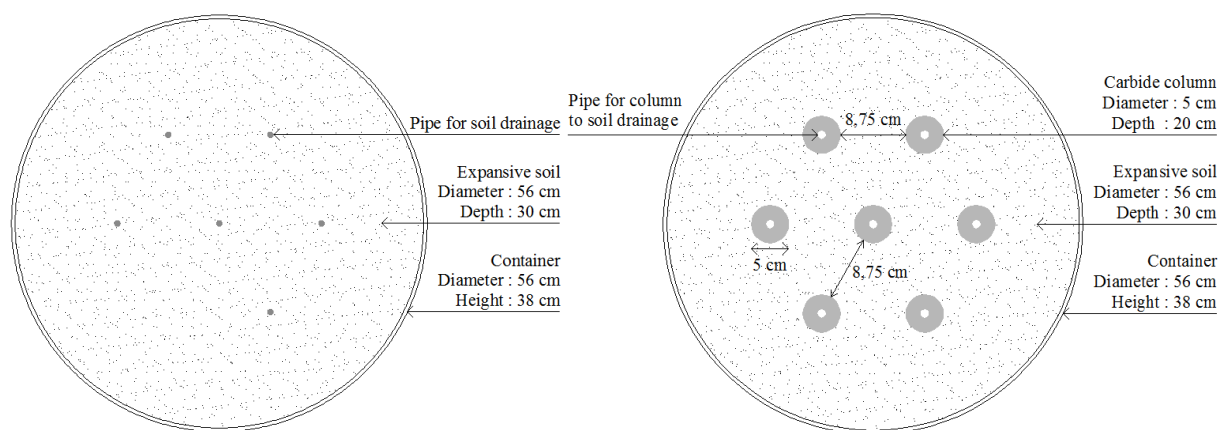 Pipe for soil drainage
Expansive soil
Diameter : 56 cm
Depth : 30 cm
Container
Diameter : 56 cm
Height : 38 cm
Pipe for column
to soil drainage
8,75 cm
5 cm
8,75 cm
Carbide column
Diameter : 5 cm
Depth : 20 cm
Expansive soil
Diameter : 56 cm
Depth : 30 cm
Container
Diameter : 56 cm
Height : 38 cm